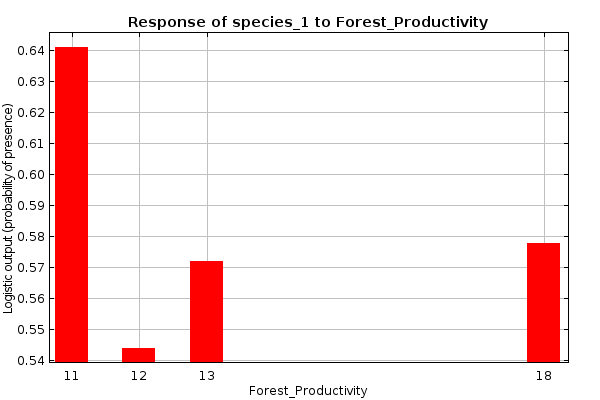 Response of species_1 to Forest_Productivity
Logistic output (probability of presence)
0.64
0.63
0.62
0.61
0.60
0.59
0.58
0.57
0.56
0.55
0.54
11 12 13 18
Forest_Productivity